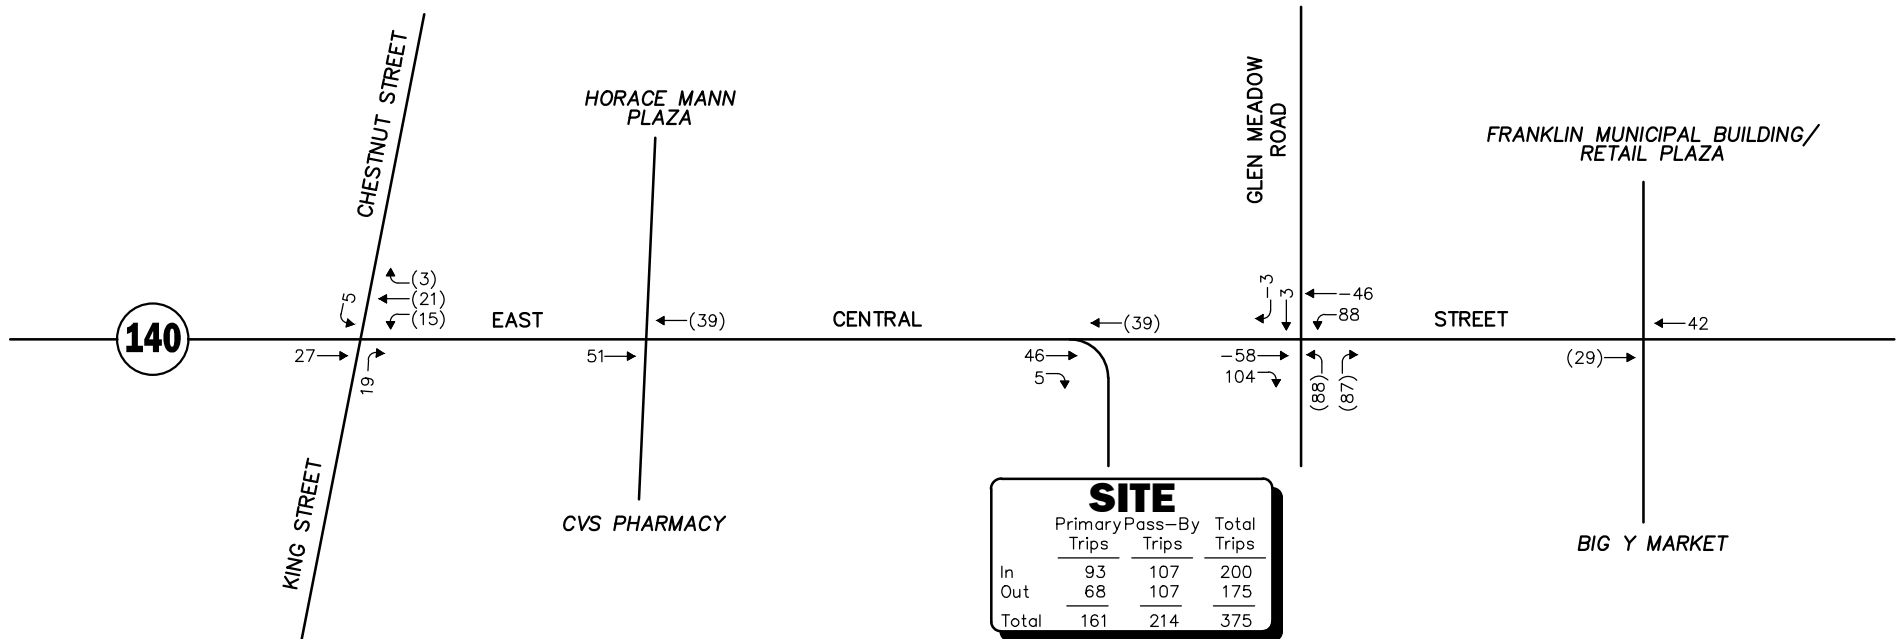 CHESTNUT STREET
HORACE MANN
PLAZA
GLEN MEADOW
ROAD
FRANKLIN MUNICIPAL BUILDING/
RETAIL PLAZA
140
5
(3)
(21)
(15)
EAST
27
19
(39)
51
CENTRAL
(39)
46
5
-3
3
-46
88
-58
104
(88)
(87)
STREET
42
(29)
KING STREET
CVS PHARMACY
BIG Y MARKET
SITE
Primary Pass-By Total
Trips Trips Trips
In 93 107 200
Out 68 107 175
Total 161 214 375